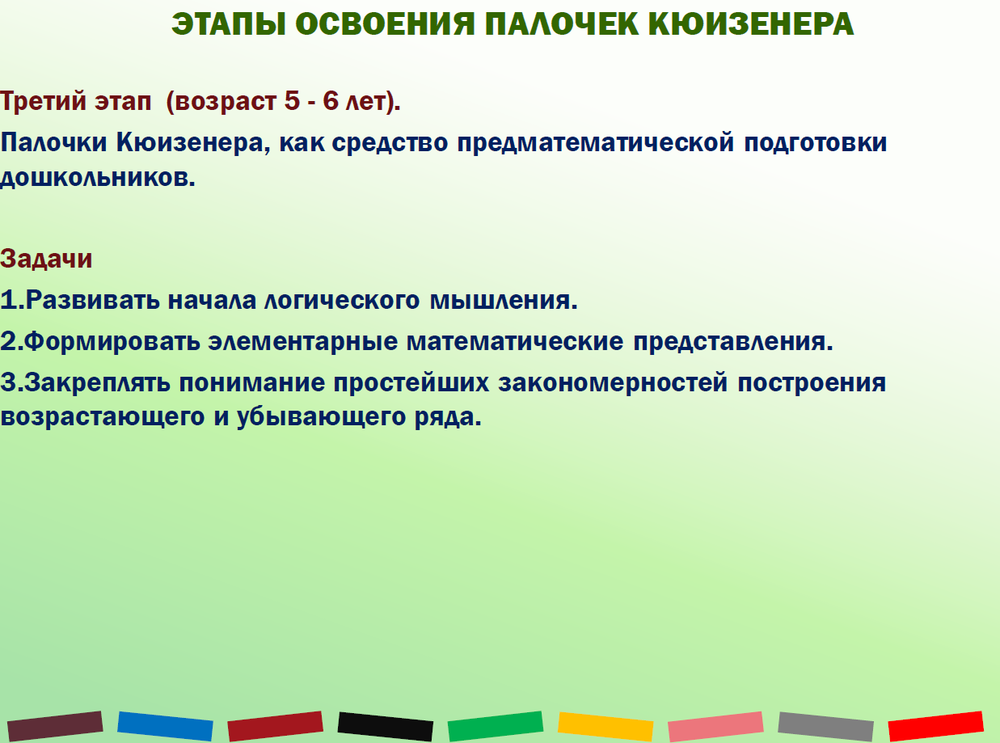 ЭТАПЫ ОСВОЕНИЯ ПАЛОЧЕК КЮИЗЕНЕРА
Третий этап (возраст 5 - 6 лет).
Палочки Кюизенера, как средство предматематической подготовки
дошкольников.
Задачи
1.Развивать начала логического мышления.
2.Формировать элементарные математические представления.
3.Закреплять понимание простейших закономерностей построения
возрастающего и убывающего ряда.